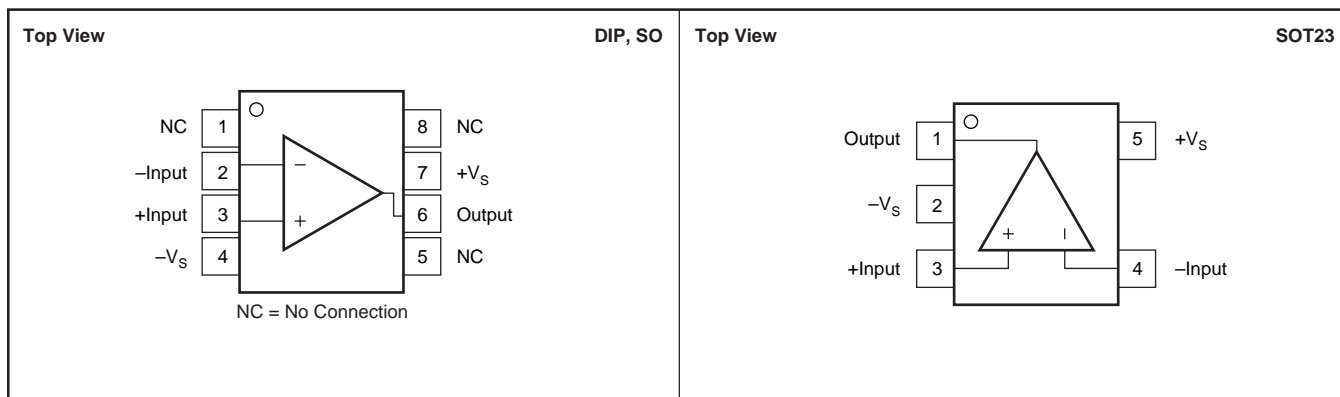 Top View
DIP, SO
NC 1
8 NC
–Input 2
–
7 +VS
+Input 3
+
6 Output
–VS 4
5 NC
NC = No Connection
Top View
SOT23
Output 1
5 +VS
–VS 2
+ –
+Input 3
4 –Input